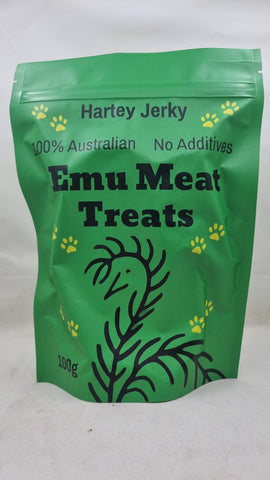 Hartey Jerky
100% Australian No Additives
Emu Meat
Treats
100g